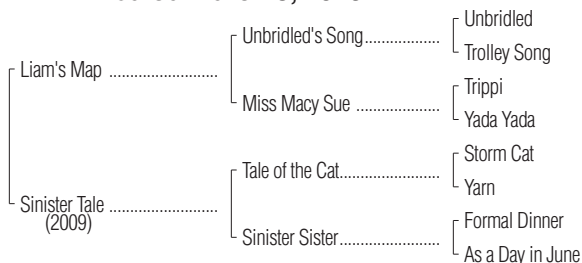 Unbridled
Unbridled's Song
Trolley Song
Liam's Map
Trippi
Miss Macy Sue
Yada Yada
Storm Cat
Tale of the Cat
Yarn
Sinister Tale
(2009)
Formal Dinner
Sinister Sister
As a Day in June